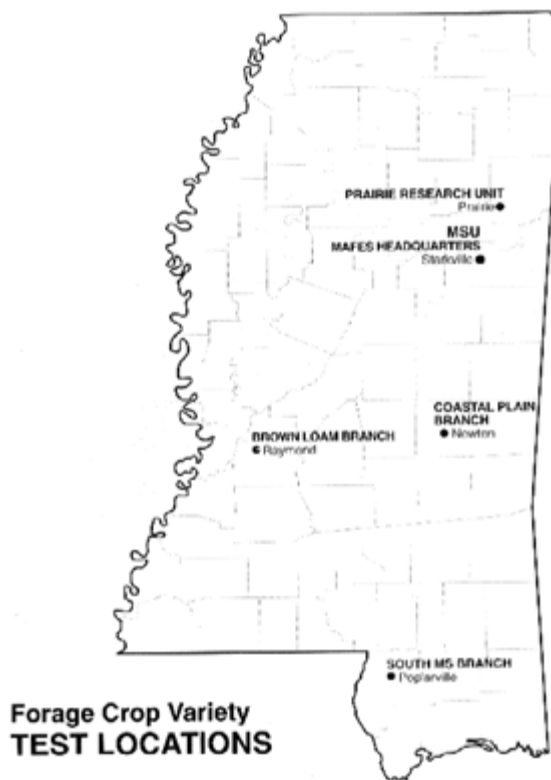 PRAIRIE RESEARCH UNIT
Prairie
MSU
MAFES HEADQUARTERS
Starkville
COASTAL PLAIN
BRANCH
Newton
BROWN LOAM BRANCH
Raymond
SOUTH MS BRANCH
Poplarville
Forage Crop Variety
TEST LOCATIONS